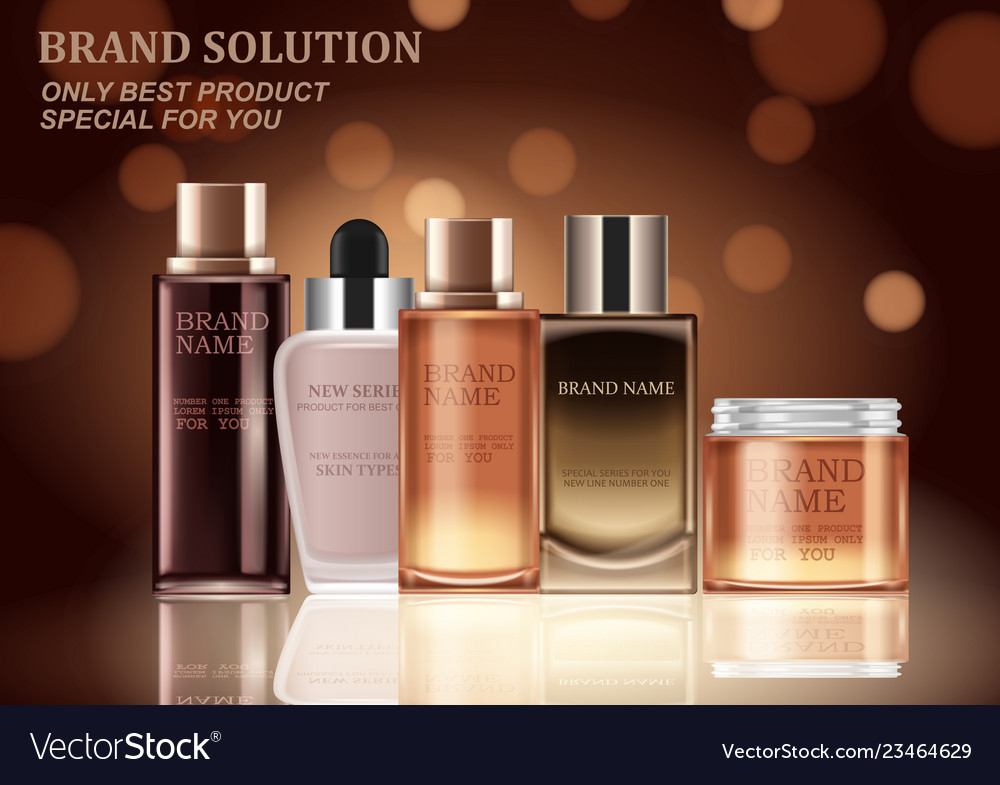 BRAND SOLUTION
ONLY BEST PRODUCT
SPECIAL FOR YOU
BRAND
NAME
NUMBER ONE PRODUCT
LOREM IPSUM ONLY
FOR YOU
NEW SERIE
PRODUCT FOR BEST
NEW ESSENCE FOR A
SKIN TYPES
BRAND
NAME
NUMBER ONE PRODUCT
LOREM IPSUM ONLY
FOR YOU
BRAND NAME
SPECIAL SERIES FOR YOU
NEW LINE NUMBER ONE
BRAND
NAME
NUMBER ONE PRODUCT
LOREM IPSUM ONLY
FOR YOU
VectorStock®
VectorStock.com/23464629